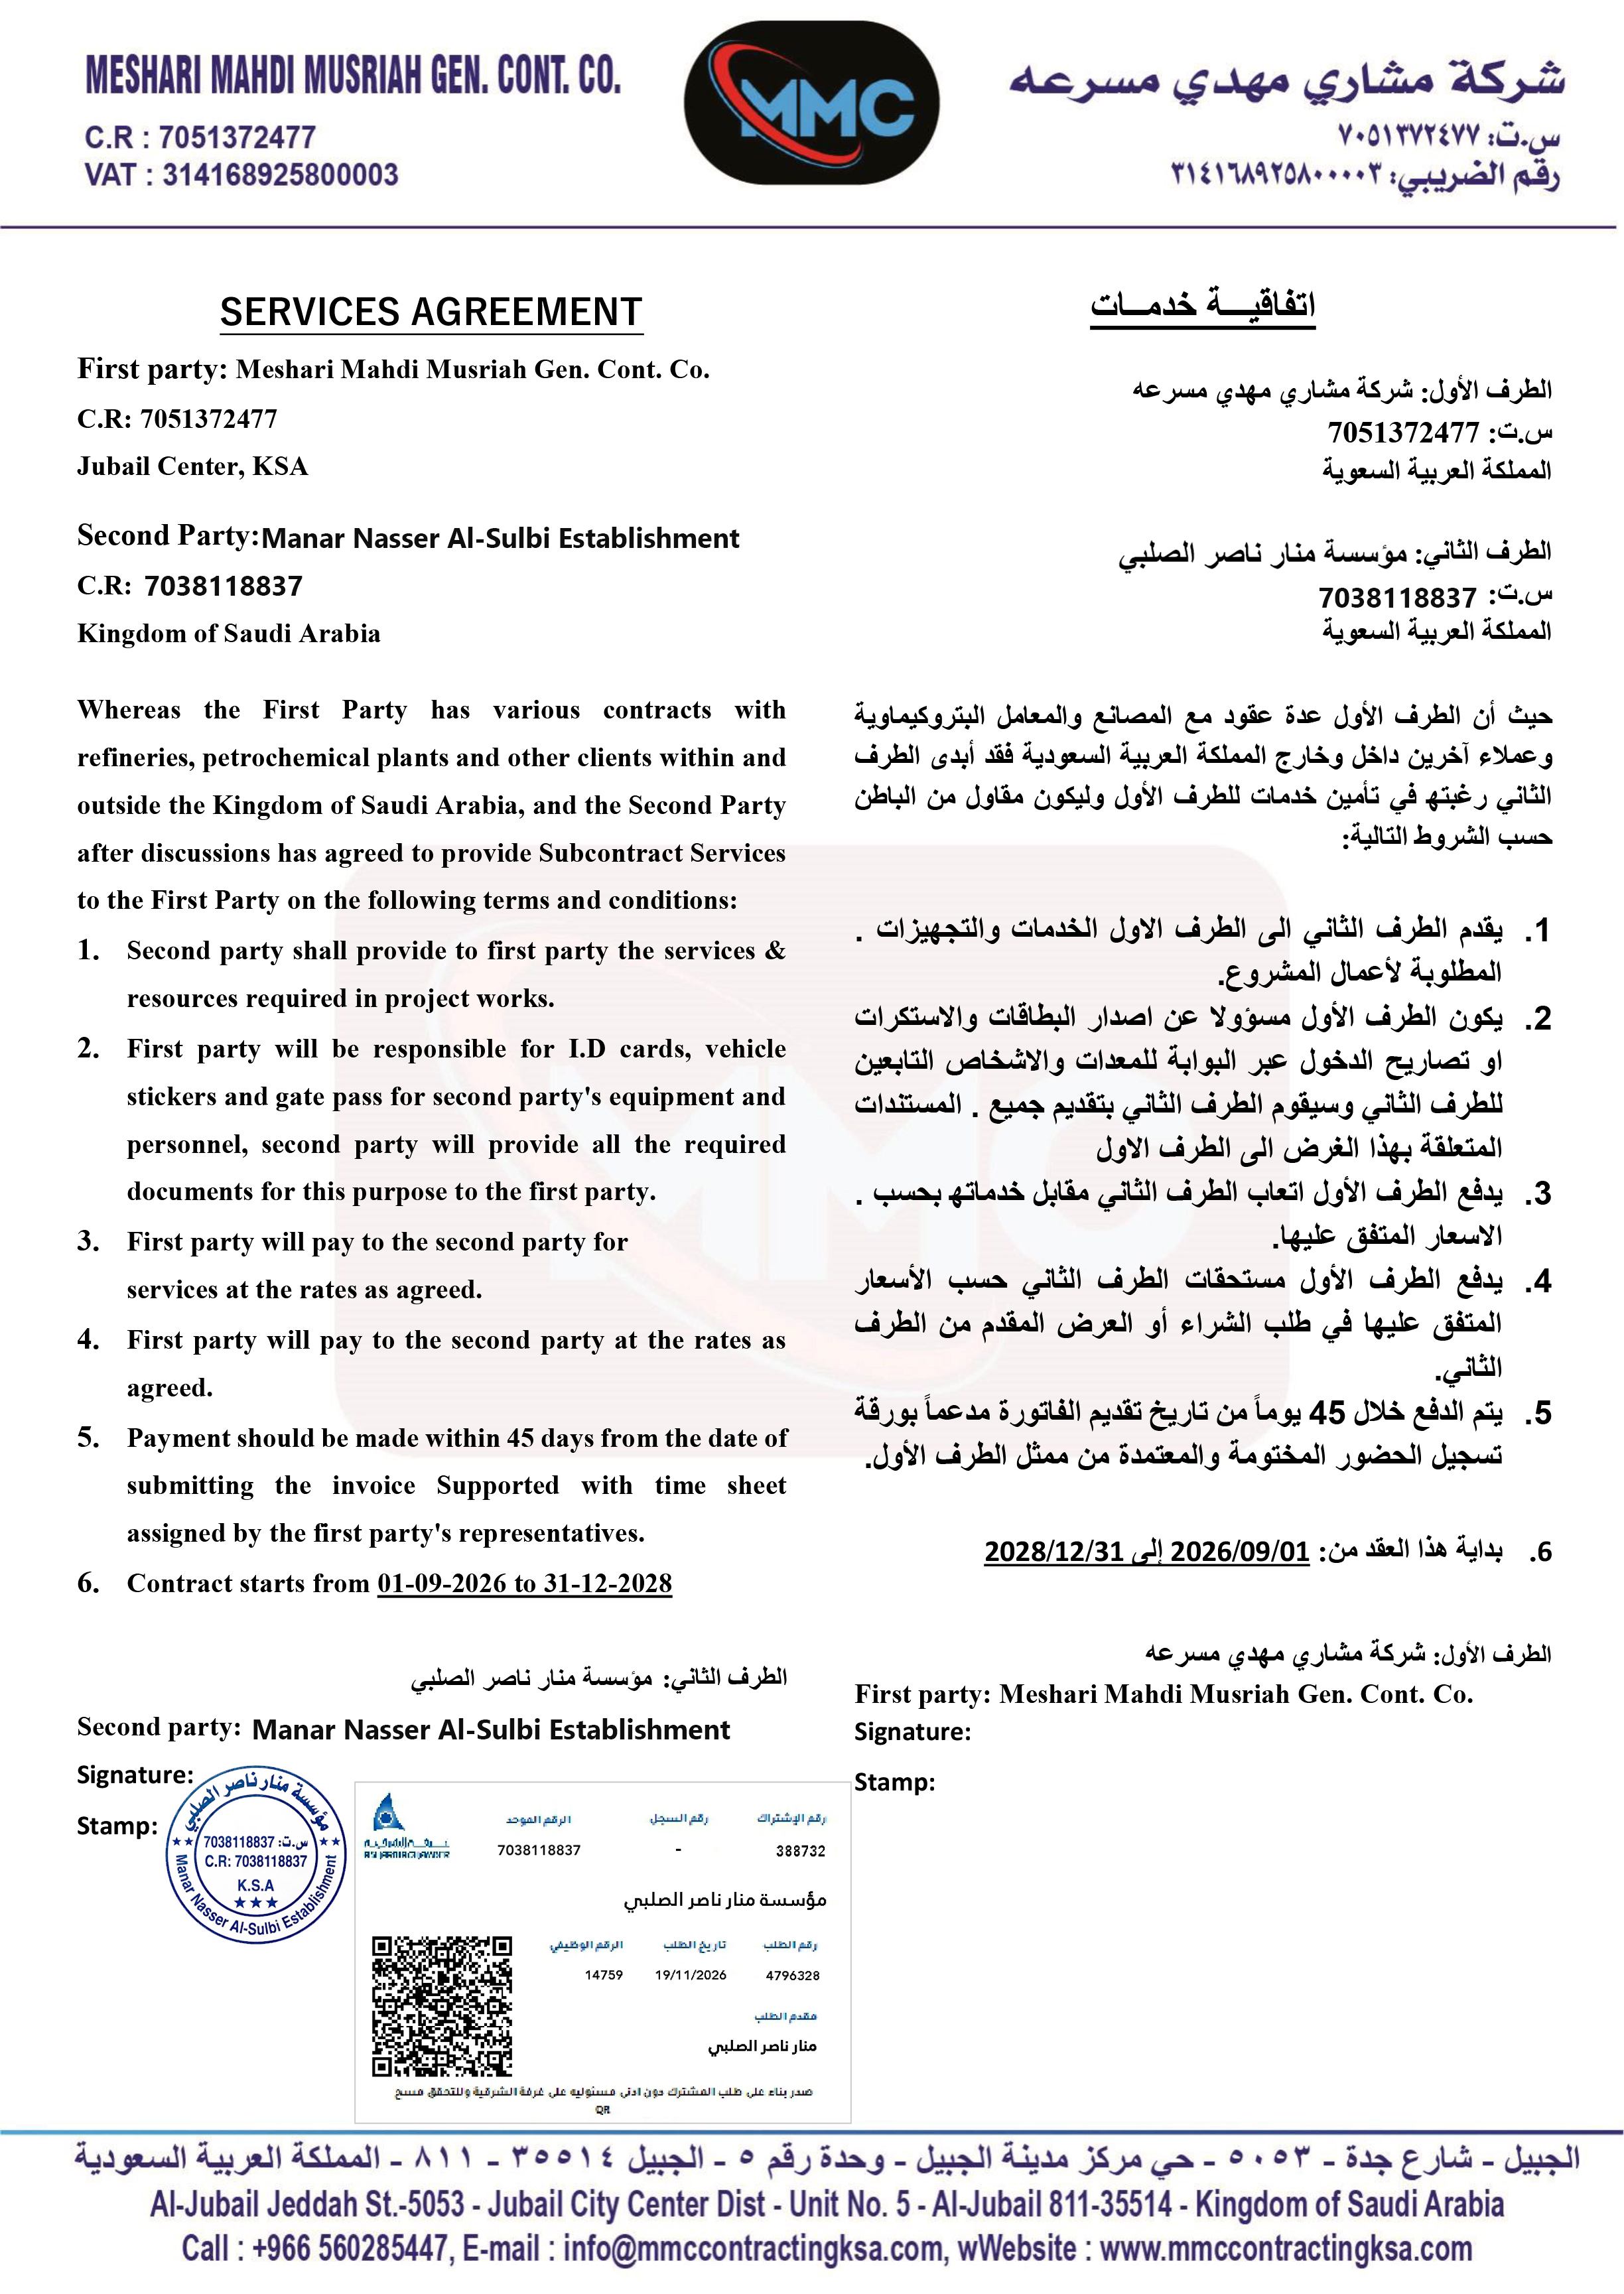 MESHARI MAHDI MUSRIAH GEN. CONT. CO.
C.R : 7051372477
VAT : 314168925800003
MMC
شركة مشاري مهدي مسرعه
س.ت: ٧٠٥١٣٧٢٤٧٧
رقم الضريبي: ٣١٤١٦٨٩٢٥٨٠٠٠٠٣
SERVICES AGREEMENT
First party: Meshari Mahdi Musriah Gen. Cont. Co.
C.R: 7051372477
Jubail Center, KSA
Second Party:Manar Nasser Al-Sulbi Establishment
C.R: 7038118837
Kingdom of Saudi Arabia
Whereas the First Party has various contracts with
refineries, petrochemical plants and other clients within and
outside the Kingdom of Saudi Arabia, and the Second Party
after discussions has agreed to provide Subcontract Services
to the First Party on the following terms and conditions:
1. Second party shall provide to first party the services &
resources required in project works.
2. First party will be responsible for I.D cards, vehicle
stickers and gate pass for second party's equipment and
personnel, second party will provide all the required
documents for this purpose to the first party.
3. First party will pay to the second party for
services at the rates as agreed.
4. First party will pay to the second party at the rates as
agreed.
5. Payment should be made within 45 days from the date of
submitting the invoice Supported with time sheet
assigned by the first party's representatives.
6. Contract starts from 01-09-2026 to 31-12-2028
اتفاقيـــة خدمـــات
الطرف الأول: شركة مشاري مهدي مسرعه
س.ت: 7051372477
المملكة العربية السعوية
الطرف الثاني: مؤسسة منار ناصر الصلبي
س.ت: 7038118837
المملكة العربية السعوية
حيث أن الطرف الأول عدة عقود مع المصانع والمعامل البتروكيماوية
وعملاء آخرين داخل وخارج المملكة العربية السعودية فقد أبدى الطرف
الثاني رغبته في تأمين خدمات للطرف الأول وليكون مقاول من الباطن
حسب الشروط التالية:
1. يقدم الطرف الثاني الى الطرف الاول الخدمات والتجهيزات .
المطلوبة لأعمال المشروع.
2. يكون الطرف الأول مسؤولا عن اصدار البطاقات والاستكرات
او تصاريح الدخول عبر البوابة للمعدات والاشخاص التابعين
للطرف الثاني وسيقوم الطرف الثاني بتقديم جميع . المستندات
المتعلقة بهذا الغرض الى الطرف الاول
3. يدفع الطرف الأول اتعاب الطرف الثاني مقابل خدماته بحسب .
الاسعار المتفق عليها.
4. يدفع الطرف الأول مستحقات الطرف الثاني حسب الأسعار
المتفق عليها في طلب الشراء أو العرض المقدم من الطرف
الثاني.
5. يتم الدفع خلال 45 يوماً من تاريخ تقديم الفاتورة مدعماً بورقة
تسجيل الحضور المختومة والمعتمدة من ممثل الطرف الأول.
6. بداية هذا العقد من: 2026/09/01 إلى 2028/12/31
الطرف الثاني: مؤسسة منار ناصر الصلبي
Second party: Manar Nasser Al-Sulbi Establishment
Signature:
Stamp:
مؤسسة منار ناصر الصلبي
س.ت: 7038118837
C.R: 7038118837
K.S.A
Manar Nasser Al-Sulbi Establishment
رقم الإشتراك رقم السجل الرقم الموحد
388732 - 7038118837
مؤسسة منار ناصر الصلبي
رقم الطلب تاريخ الطلب الرقم الوظيفي
4796328 19/11/2026 14759
مقدم الطلب
منار ناصر الصلبي
صدر بناء على طلب المشترك دون ادنى مسئوليه على غرفة الشرقية وللتحقق مسح
QR
الطرف الأول: شركة مشاري مهدي مسرعه
First party: Meshari Mahdi Musriah Gen. Cont. Co.
Signature:
Stamp:
الجبيل - شارع جدة - ٥٠٥٣ - حي مركز مدينة الجبيل - وحدة رقم ٥ - الجبيل ٣٥٥١٤ - ٨١١ - المملكة العربية السعودية
Al-Jubail Jeddah St.-5053 - Jubail City Center Dist - Unit No. 5 - Al-Jubail 811-35514 - Kingdom of Saudi Arabia
Call : +966 560285447, E-mail : info@mmccontractingksa.com, wWebsite : www.mmccontractingksa.com